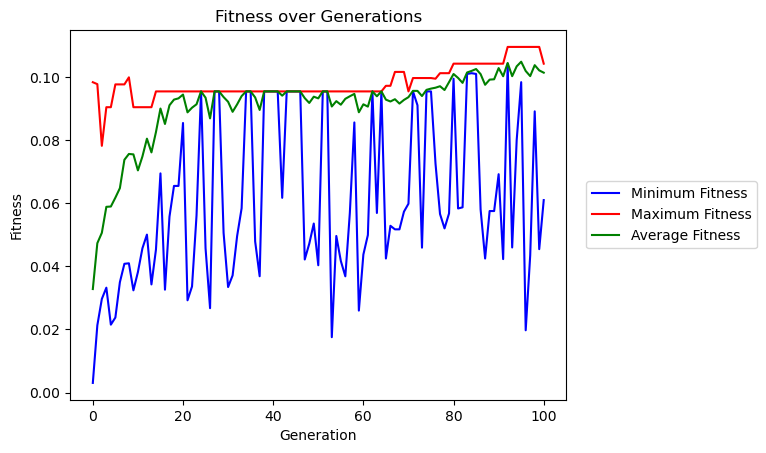 Fitness over Generations
Fitness
0.10
0.08
0.06
0.04
0.02
0.00
0
20
40
60
80
100
Generation
Minimum Fitness
Maximum Fitness
Average Fitness